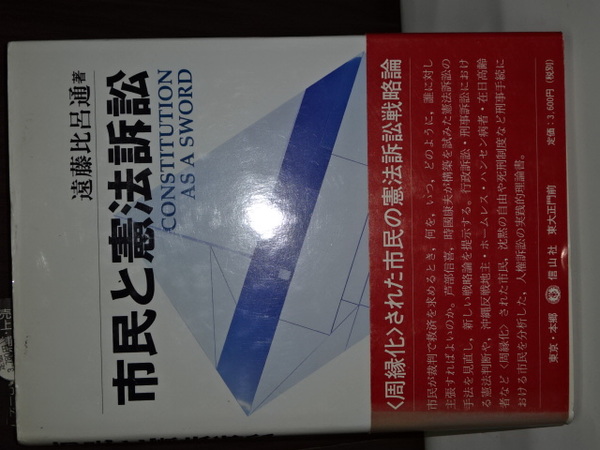 遠藤比呂通著
市民と憲法訴訟
CONSTITUTION
AS A SWORD
〈周縁化〉された市民の憲法訴訟戦略論
市民が裁判で救済を求めるとき，何を，いつ，どのように，誰に対し
主張すればよいのか。芦部信喜，時國康夫が構築を試みた憲法訴訟の
手法を見直し，新しい戦略論を提示する。行政訴訟・刑事訴訟におけ
る憲法判断や，沖縄反戦地主・ホームレス・ハンセン病者・在日高齢
者など〈周縁化〉された市民，沈黙の自由や死刑制度など刑事手続に
おける市民を分析した，人権訴訟の実践的理論書。
東京・本郷 信山社 東大正門前
定価：3,600円（税別）